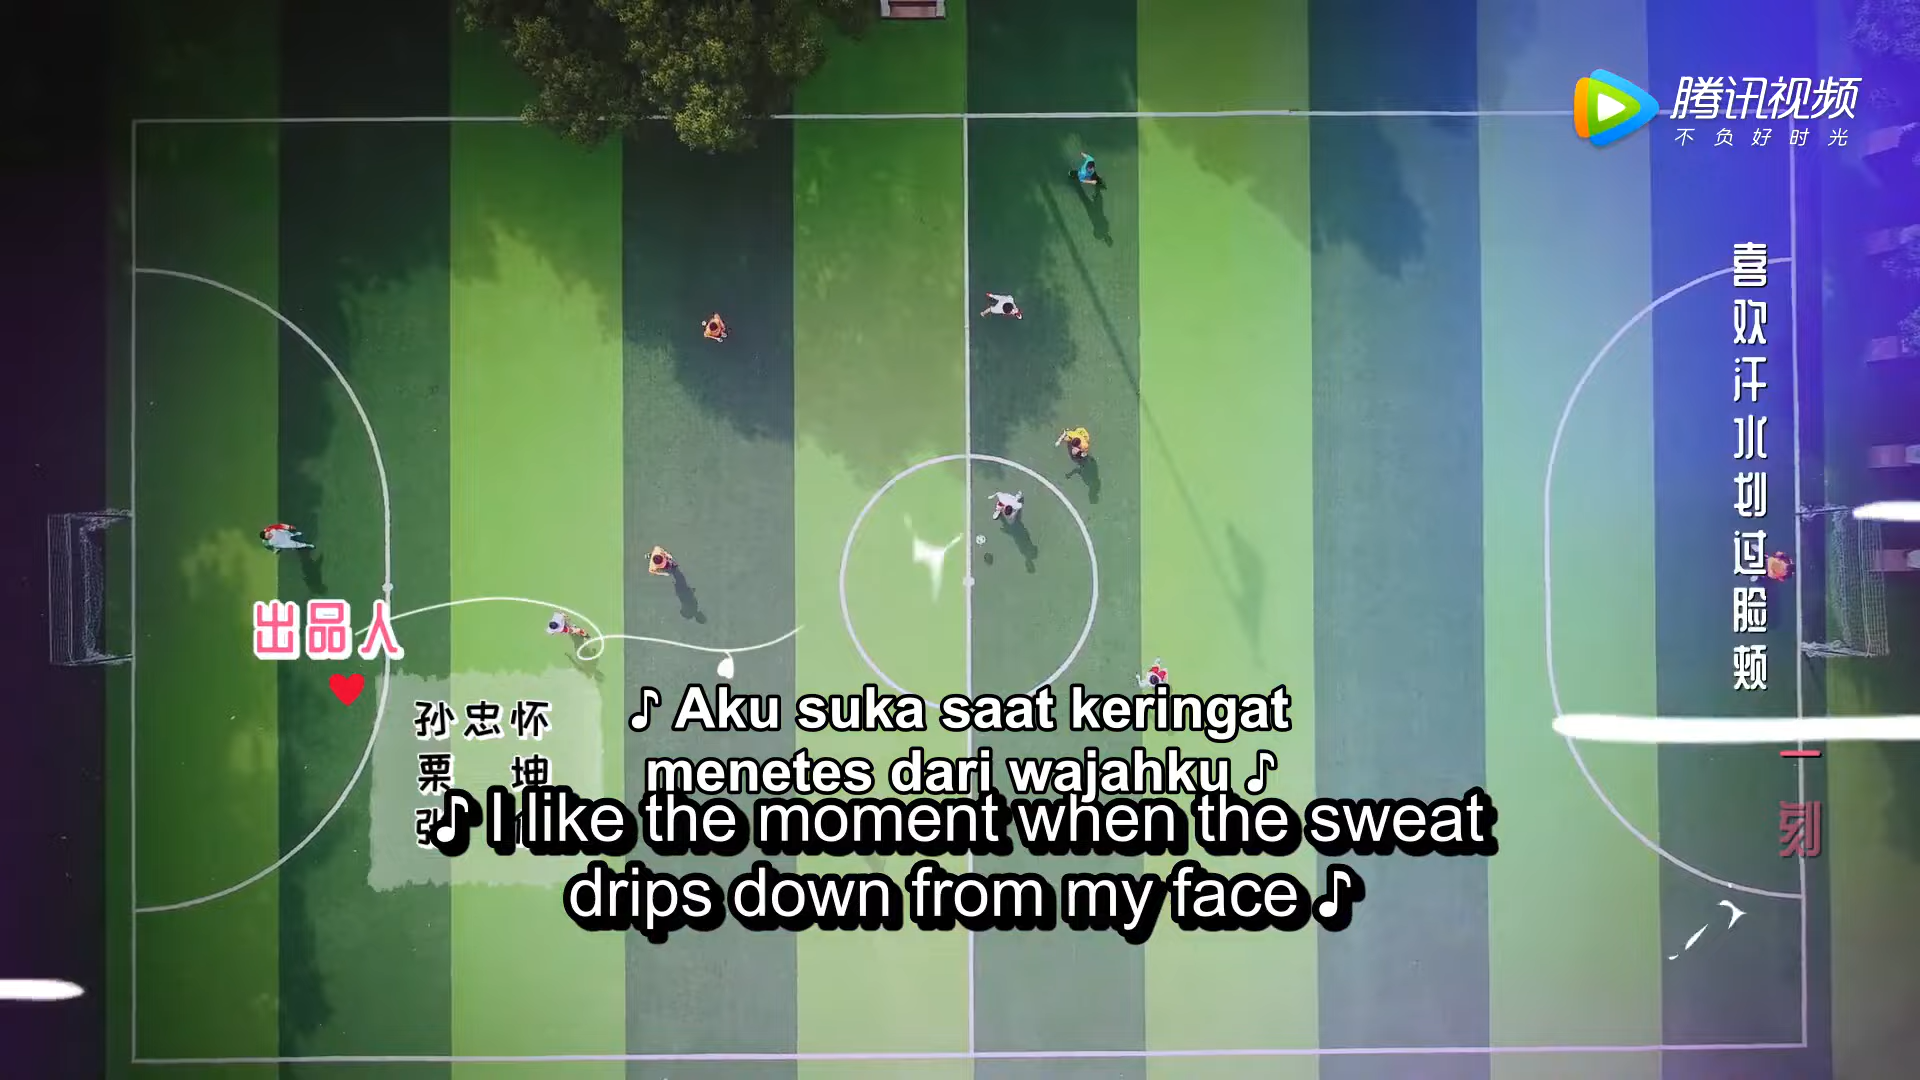 腾讯视频
不负好时光
喜欢汗水划过脸颊
一刻
出品人
孙忠怀
栗 坤
♪ Aku suka saat keringat
menetes dari wajahku ♪
♪ I like the moment when the sweat
drips down from my face ♪